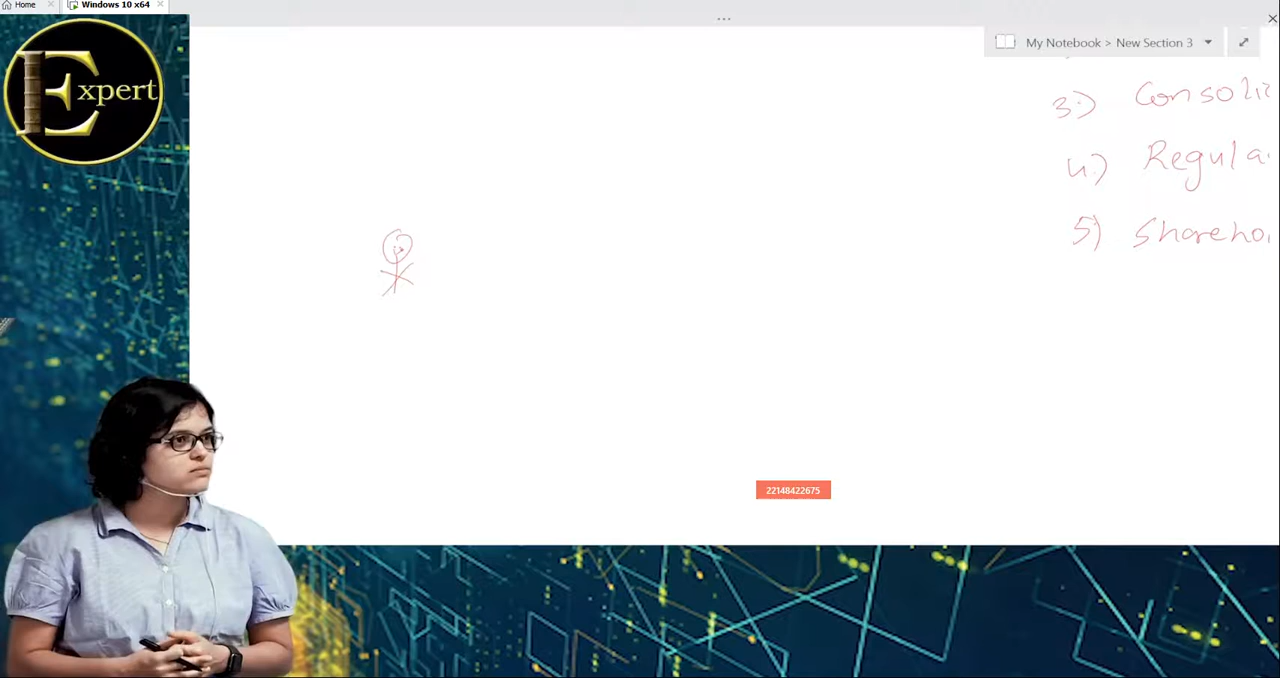 Home
Windows 10 x64
Expert
My Notebook > New Section 3
3.)
4.)
5)
22148422675